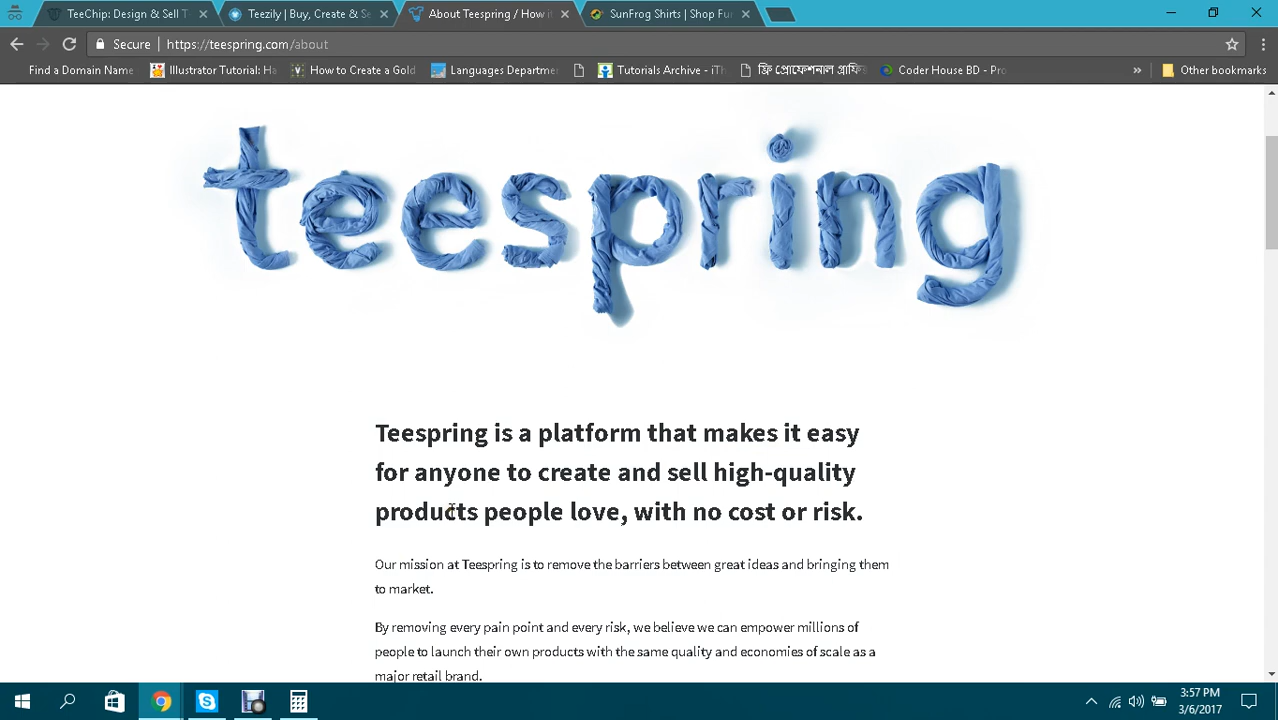 TeeChip: Design & Sell T
Teezily | Buy, Create & Se
About Teespring / How it
SunFrog Shirts | Shop Fun
Secure
https://teespring.com/about
Find a Domain Name
Illustrator Tutorial: Ha
How to Create a Gold
Languages Departme
Tutorials Archive - iTh
ফ্রি প্রোফেশনাল গ্রাফি
Coder House BD - Pro
Other bookmarks
teespring
Teespring is a platform that makes it easy
for anyone to create and sell high-quality
products people love, with no cost or risk.
Our mission at Teespring is to remove the barriers between great ideas and bringing them
to market.
By removing every pain point and every risk, we believe we can empower millions of
people to launch their own products with the same quality and economies of scale as a
major retail brand.
3:57 PM
3/6/2017